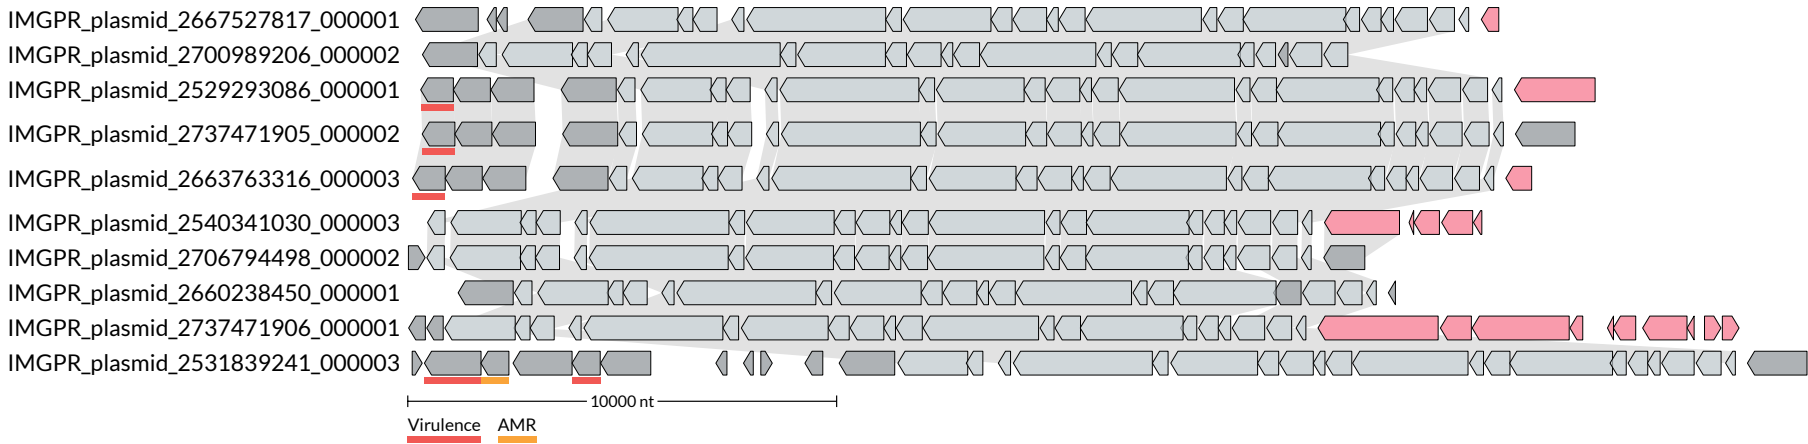 IMGPR_plasmid_2667527817_000001
IMGPR_plasmid_2700989206_000002
IMGPR_plasmid_2529293086_000001
IMGPR_plasmid_2737471905_000002
IMGPR_plasmid_2663763316_000003
IMGPR_plasmid_2540341030_000003
IMGPR_plasmid_2706794498_000002
IMGPR_plasmid_2660238450_000001
IMGPR_plasmid_2737471906_000001
IMGPR_plasmid_2531839241_000003
10000 nt
Virulence AMR